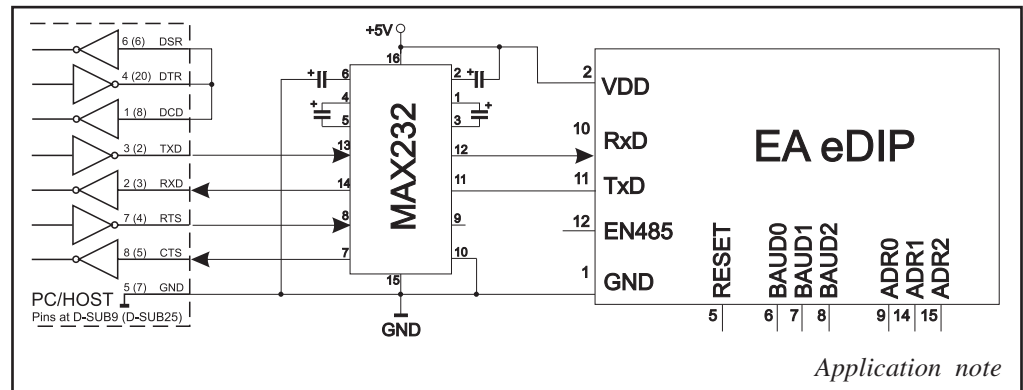 +5V
6 (6) DSR
4 (20) DTR
1 (8) DCD
3 (2) TXD
2 (3) RXD
7 (4) RTS
8 (5) CTS
5 (7) GND
PC/HOST
Pins at D-SUB9 (D-SUB25)
16
6
2
4
1
5
3
13
12
14
11
8
9
7
10
15
MAX232
GND
2 VDD
10 RxD
11 TxD
12 EN485
1 GND
EA eDIP
RESET
BAUD0
BAUD1
BAUD2
ADR0
ADR1
ADR2
5
6
7
8
9
14
15
Application note